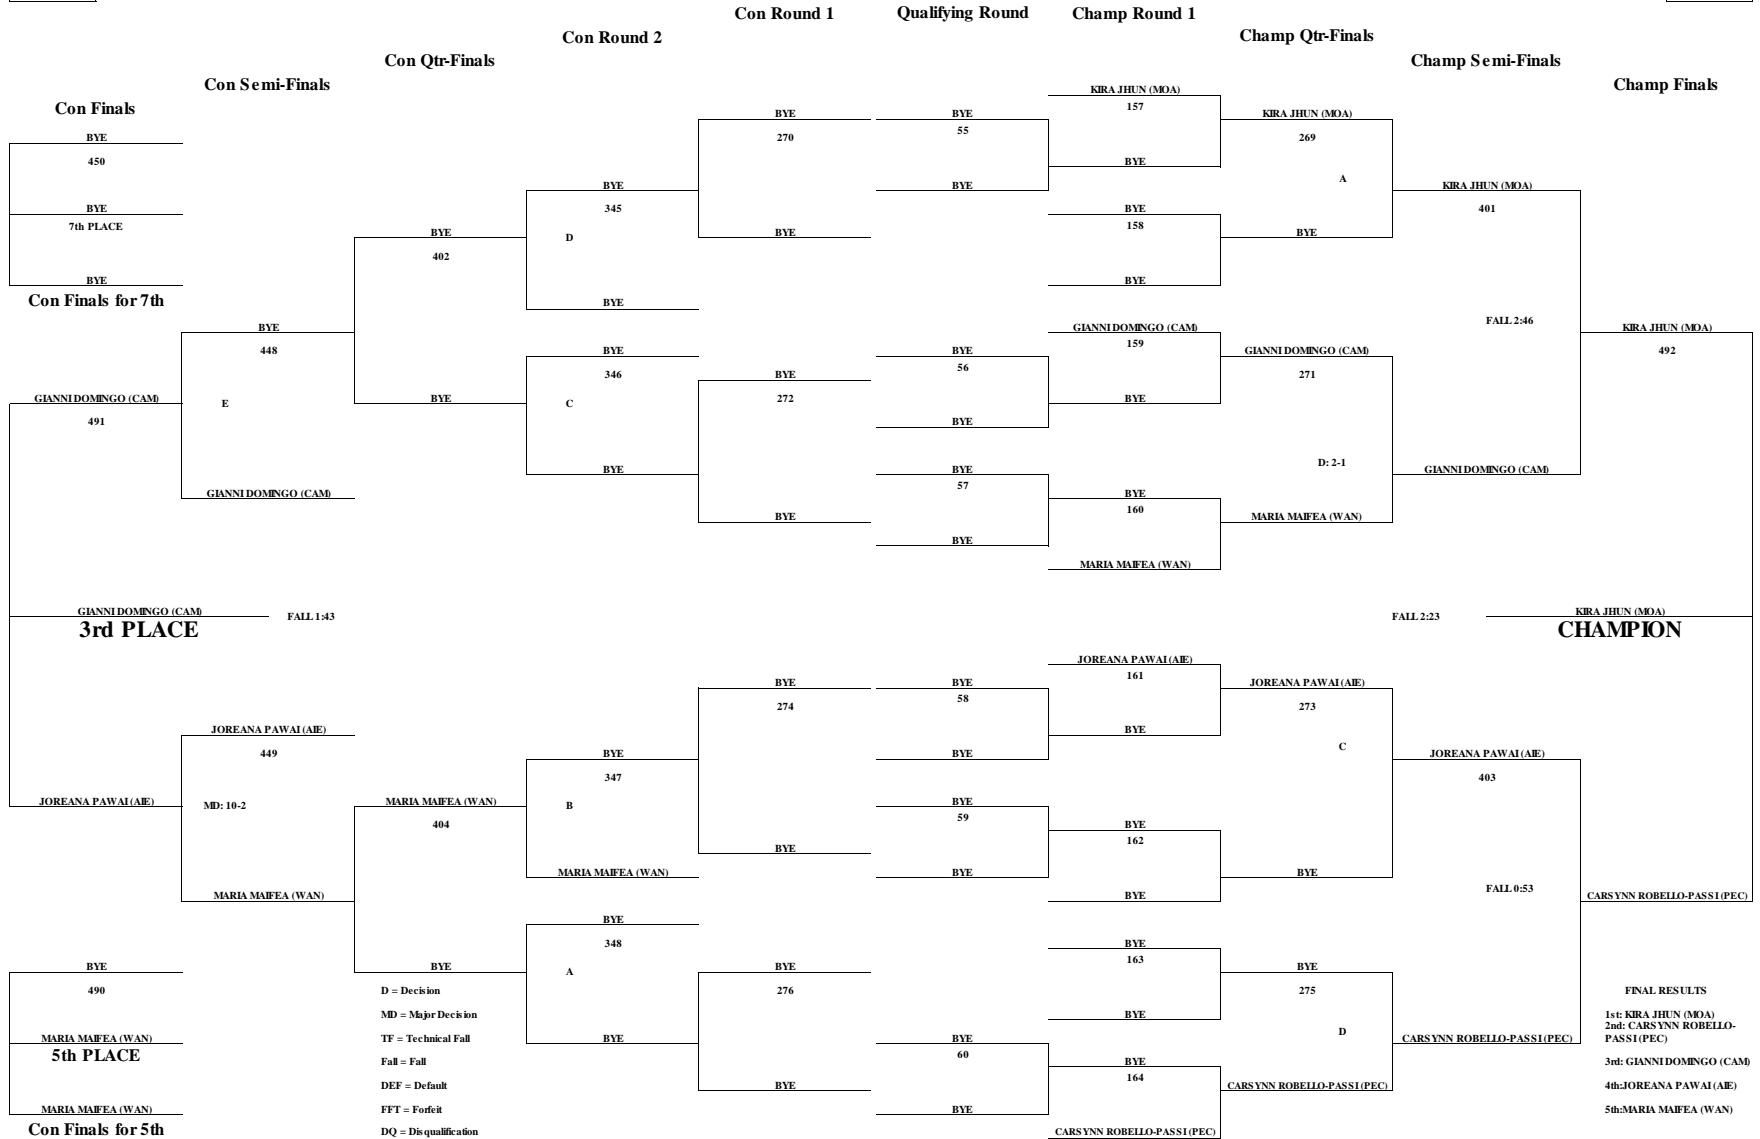 Con Round 1
Qualifying Round
Champ Round 1
Con Round 2
Champ Qtr-Finals
Con Qtr-Finals
Champ Semi-Finals
Con Semi-Finals
Champ Finals
Con Finals
KIRA JHUN (MOA)
157
BYE
270
BYE
55
KIRA JHUN (MOA)
269
BYE
450
BYE
A
BYE
345
BYE
KIRA JHUN (MOA)
401
BYE
7th PLACE
BYE
158
BYE
402
D
BYE
BYE
BYE
Con Finals for 7th
BYE
BYE
FALL 2:46
BYE
448
GIANNI DOMINGO (CAM)
159
KIRA JHUN (MOA)
492
BYE
346
BYE
56
GIANNI DOMINGO (CAM)
271
BYE
272
GIANNI DOMINGO (CAM)
491
E
BYE
C
BYE
BYE
D: 2-1
BYE
BYE
57
GIANNI DOMINGO (CAM)
GIANNI DOMINGO (CAM)
BYE
160
BYE
MARIA MAIFEA (WAN)
BYE
MARIA MAIFEA (WAN)
GIANNI DOMINGO (CAM)
3rd PLACE
FALL 1:43
FALL 2:23
KIRA JHUN (MOA)
CHAMPION
JOREANA PAWAI (AIE)
161
BYE
274
BYE
58
JOREANA PAWAI (AIE)
273
JOREANA PAWAI (AIE)
449
BYE
C
BYE
347
BYE
JOREANA PAWAI (AIE)
403
JOREANA PAWAI (AIE)
MD: 10-2
MARIA MAIFEA (WAN)
404
B
BYE
59
BYE
162
BYE
MARIA MAIFEA (WAN)
BYE
BYE
FALL 0:53
MARIA MAIFEA (WAN)
BYE
CARSYNN ROBELLO-PASSI (PEC)
BYE
348
BYE
163
BYE
490
BYE
A
BYE
276
BYE
275
D = Decision
FINAL RESULTS
MD = Major Decision
BYE
1st: KIRA JHUN (MOA)
2nd: CARSYNN ROBELLO-
PASSI (PEC)
D
MARIA MAIFEA (WAN)
5th PLACE
TF = Technical Fall
BYE
BYE
60
CARSYNN ROBELLO-PASSI (PEC)
Fall = Fall
BYE
164
3rd: GIANNI DOMINGO (CAM)
DEF = Default
BYE
CARSYNN ROBELLO-PASSI (PEC)
4th:JOREANA PAWAI (AIE)
MARIA MAIFEA (WAN)
Con Finals for 5th
FFT = Forfeit
BYE
5th:MARIA MAIFEA (WAN)
DQ = Disqualification
CARSYNN ROBELLO-PASSI (PEC)